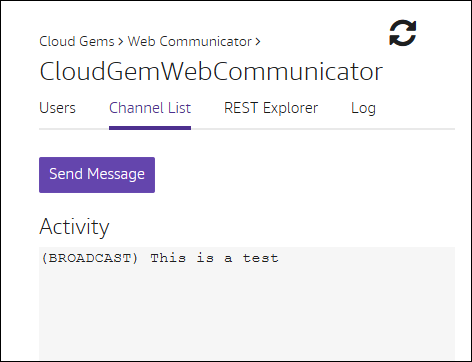 Cloud Gems > Web Communicator >
CloudGemWebCommunicator
Users Channel List REST Explorer Log
Send Message
Activity
(BROADCAST) This is a test